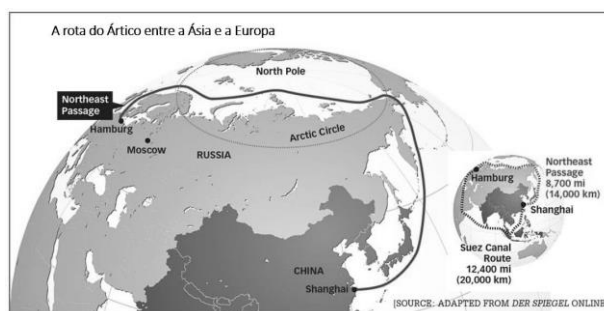 A rota do Ártico entre a Ásia e a Europa
North Pole
Northeast
Passage
Hamburg
Arctic Circle
Moscow
RUSSIA
CHINA
Shanghai
Northeast
Passage
8,700 mi
(14,000 km)
Hamburg
Shanghai
Suez Canal
Route
12,400 mi
(20,000 km)
[SOURCE: ADAPTED FROM DER SPIEGEL ONLINE